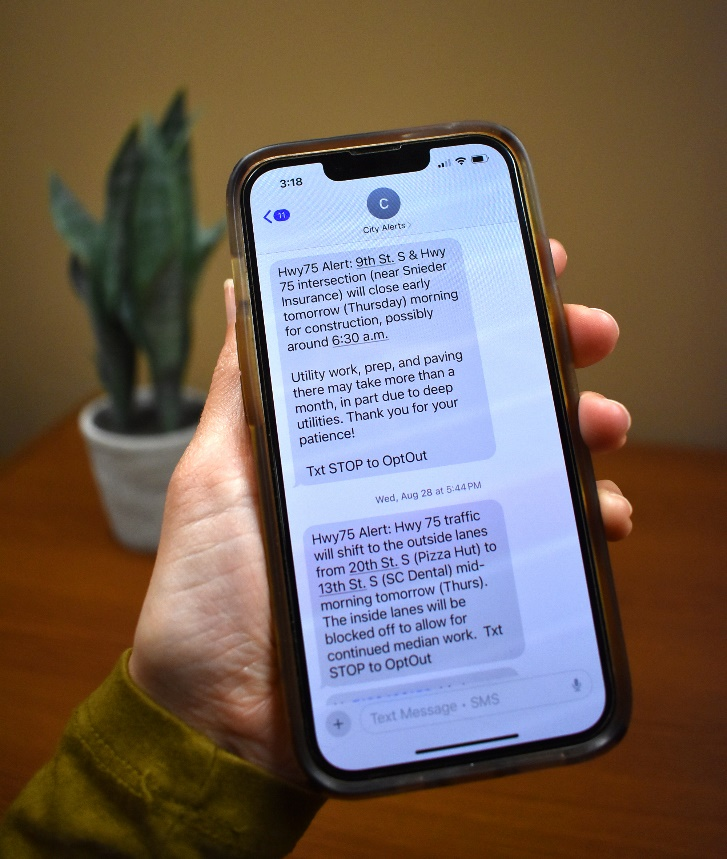 3:18
11
C
City Alerts
Hwy75 Alert: 9th St. S & Hwy
75 intersection (near Snieder
Insurance) will close early
tomorrow (Thursday) morning
for construction, possibly
around 6:30 a.m.
Utility work, prep, and paving
there may take more than a
month, in part due to deep
utilities. Thank you for your
patience!
Txt STOP to OptOut
Wed, Aug 28 at 5:44 PM
Hwy75 Alert: Hwy 75 traffic
will shift to the outside lanes
from 20th St. S (Pizza Hut) to
13th St. S (SC Dental) mid-
morning tomorrow (Thurs).
The inside lanes will be
blocked off to allow for
continued median work. Txt
STOP to OptOut
Text Message • SMS